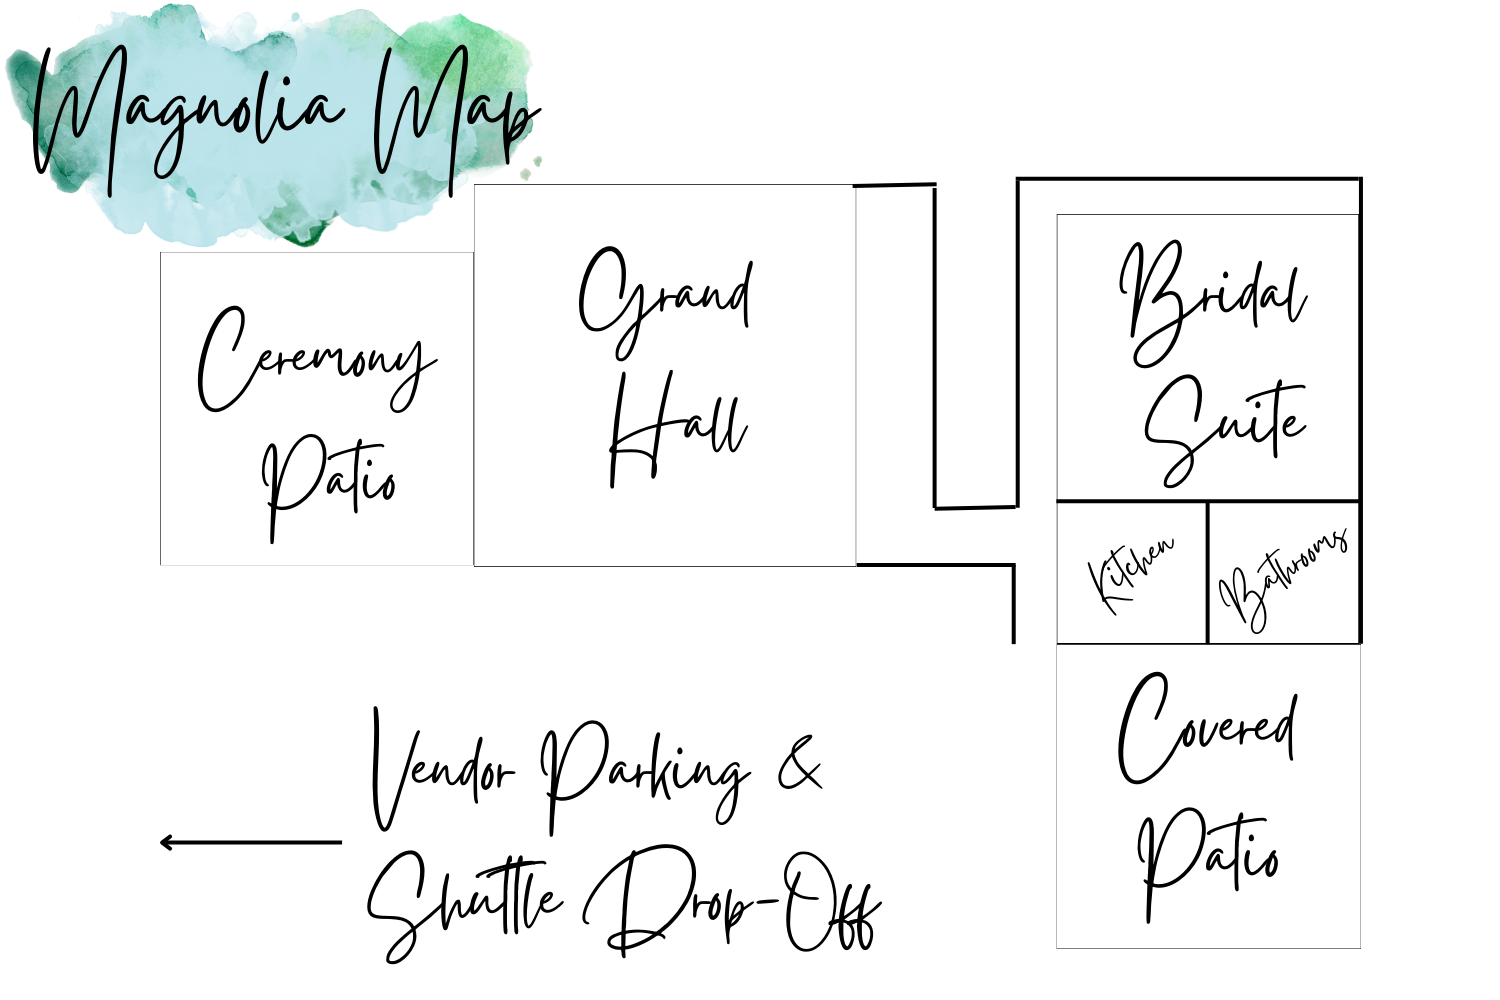 Magnolia Map
Ceremony
Patio
Grand
Hall
Bridal
Suite
Kitchen
Bathrooms
Covered
Patio
Vendor Parking &
Shuttle Drop-Off